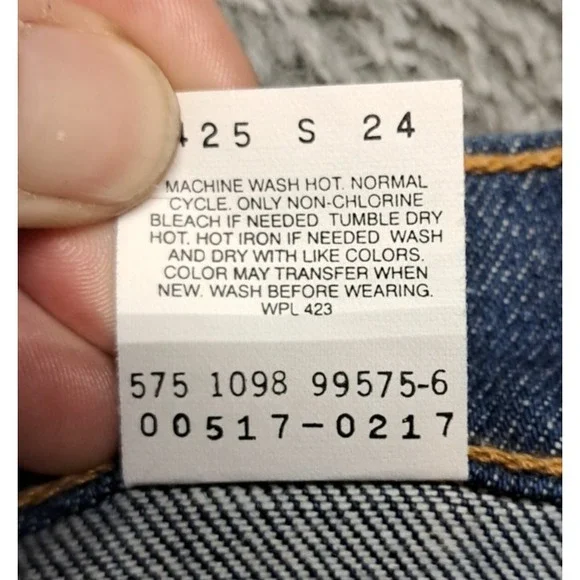 425 S 24
MACHINE WASH HOT. NORMAL
CYCLE. ONLY NON-CHLORINE
BLEACH IF NEEDED TUMBLE DRY
HOT. HOT IRON IF NEEDED WASH
AND DRY WITH LIKE COLORS.
COLOR MAY TRANSFER WHEN
NEW. WASH BEFORE WEARING.
WPL 423
575 1098 99575-6
00517-0217